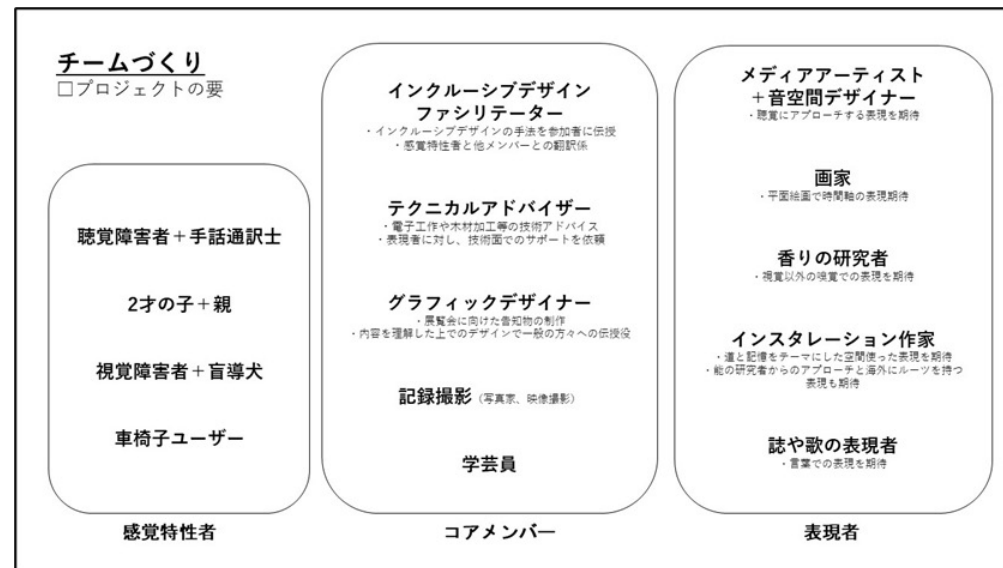 チームづくり
□プロジェクトの要
聴覚障害者＋手話通訳士
2才の子＋親
視覚障害者＋盲導犬
車椅子ユーザー
感覚特性者
インクルーシブデザイン
ファシリテーター
・インクルーシブデザインの手法を参加者に伝授
・感覚特性者と他メンバーとの翻訳係
テクニカルアドバイザー
・電子工作や木材加工等の技術アドバイス
・表現者に対し、技術面でのサポートを依頼
グラフィックデザイナー
・展覧会に向けた告知物の制作
・内容を理解した上でのデザインで一般の方々への伝授役
記録撮影（写真家、映像撮影）
学芸員
コアメンバー
メディアアーティスト
＋音空間デザイナー
・聴覚にアプローチする表現を期待
画家
・平面絵画で時間軸の表現期待
香りの研究者
・視覚以外の嗅覚での表現を期待
インスタレーション作家
・道と記憶をテーマにした空間使った表現を期待
・能の研究者からのアプローチと海外にルーツを持つ
表現も期待
誌や歌の表現者
・言葉での表現を期待
表現者